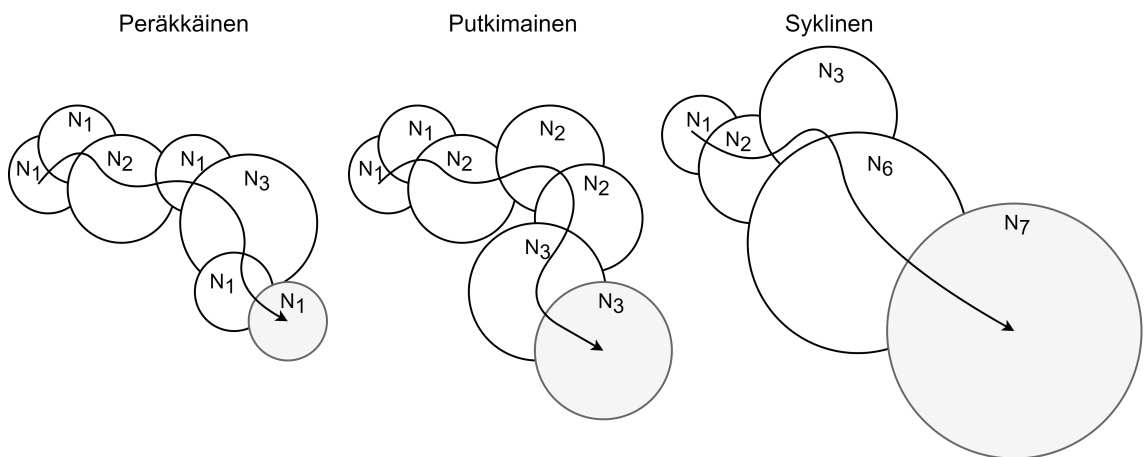 Peräkkäinen
N1
N1
N2
N1
N3
N1
N1
Putkimainen
N1
N1
N2
N2
N2
N3
N3
Syklinen
N1
N2
N3
N6
N7